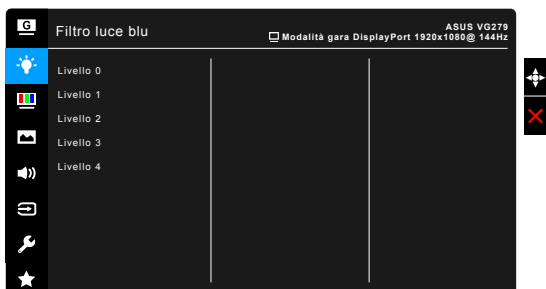 G
Filtro luce blu
ASUS VG279
Modalità gara DisplayPort 1920x1080@ 144Hz
Livello 0
Livello 1
Livello 2
Livello 3
Livello 4